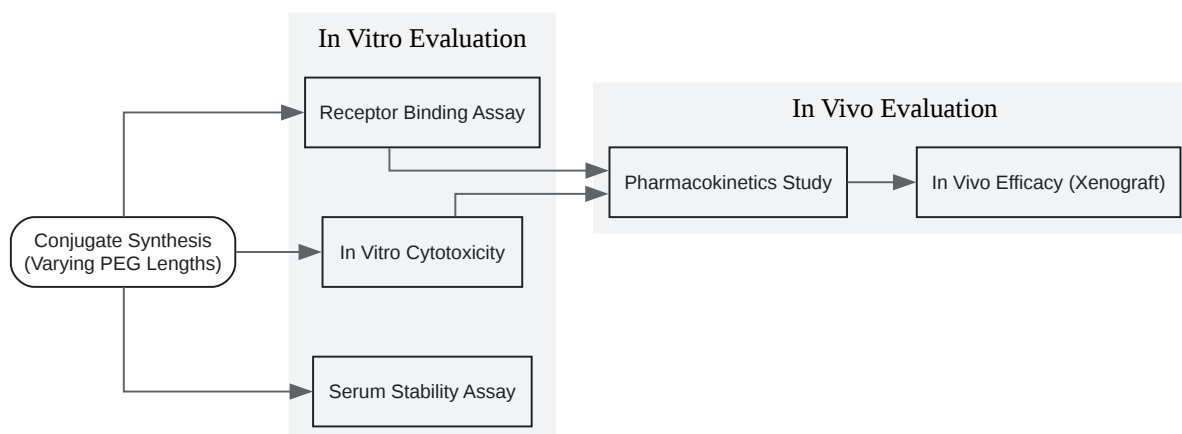 In Vitro Evaluation
Receptor Binding Assay
In Vivo Evaluation
Pharmacokinetics Study
In Vivo Efficacy (Xenograft)
Conjugate Synthesis
(Varying PEG Lengths)
In Vitro Cytotoxicity
Serum Stability Assay